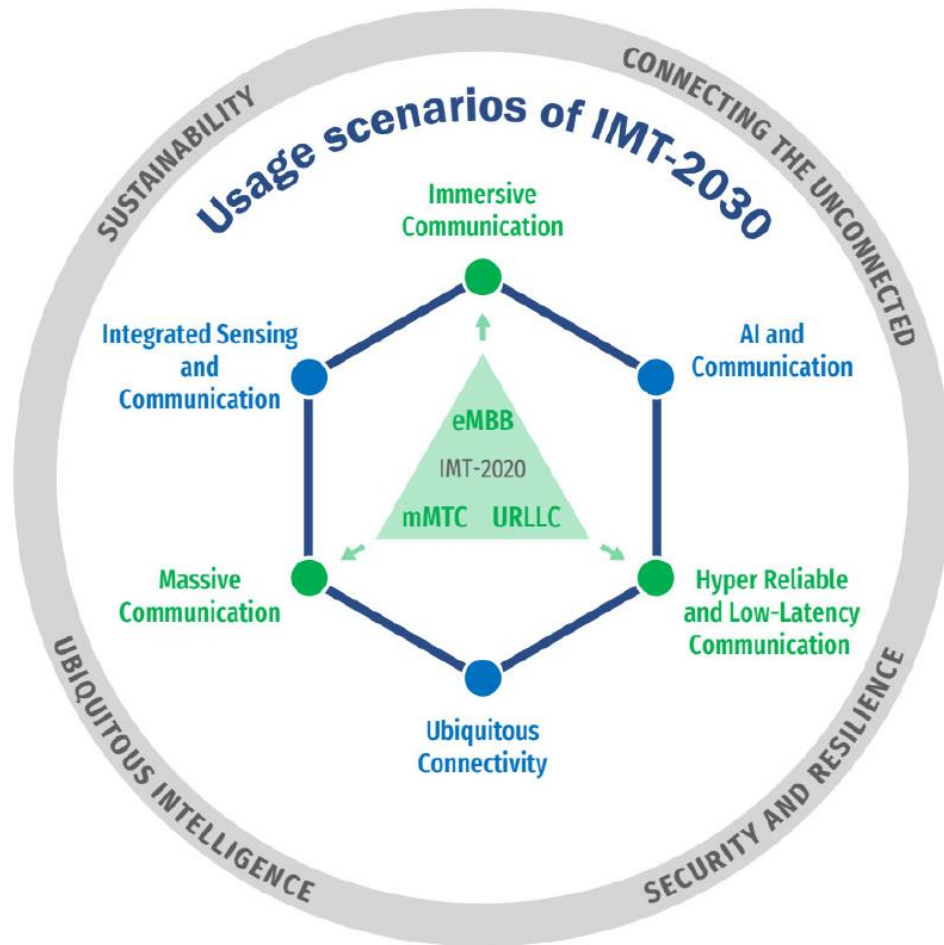 SUSTAINABILITY
CONNECTING THE UNCONNECTED
Usage scenarios of IMT-2030
Immersive
Communication
Integrated Sensing
and
Communication
AI and
Communication
eMBB
IMT-2020
mMTC URLLC
Massive
Communication
Hyper Reliable
and Low-Latency
Communication
Ubiquitous
Connectivity
UBIQUITOUS INTELLIGENCE
SECURITY AND RESILIENCE